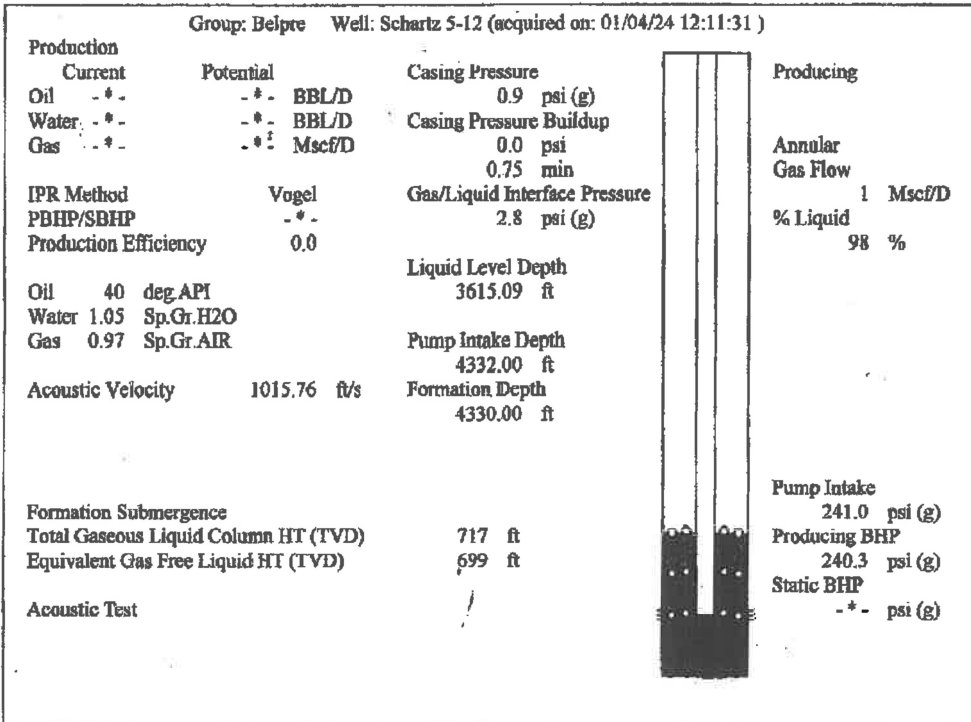 Group: Belpre Well: Schartz 5-12 (acquired on: 01/04/24 12:11:31 )
Production
Current Potential
Oil - * - - * - BBL/D
Water - * - - * - BBL/D
Gas - * - - * - Mscf/D
IPR Method Vogel
PBHP/SBHP - * -
Production Efficiency 0.0
Oil 40 deg.API
Water 1.05 Sp.Gr.H2O
Gas 0.97 Sp.Gr.AIR
Acoustic Velocity 1015.76 ft/s
Casing Pressure
0.9 psi (g)
Casing Pressure Buildup
0.0 psi
0.75 min
Gas/Liquid Interface Pressure
2.8 psi (g)
Liquid Level Depth
3615.09 ft
Pump Intake Depth
4332.00 ft
Formation Depth
4330.00 ft
Producing
Annular
Gas Flow
1 Mscf/D
% Liquid
98 %
Formation Submergence
Total Gaseous Liquid Column HT (TVD) 717 ft
Equivalent Gas Free Liquid HT (TVD) 699 ft
Acoustic Test
Pump Intake
241.0 psi (g)
Producing BHP
240.3 psi (g)
Static BHP
- * - psi (g)